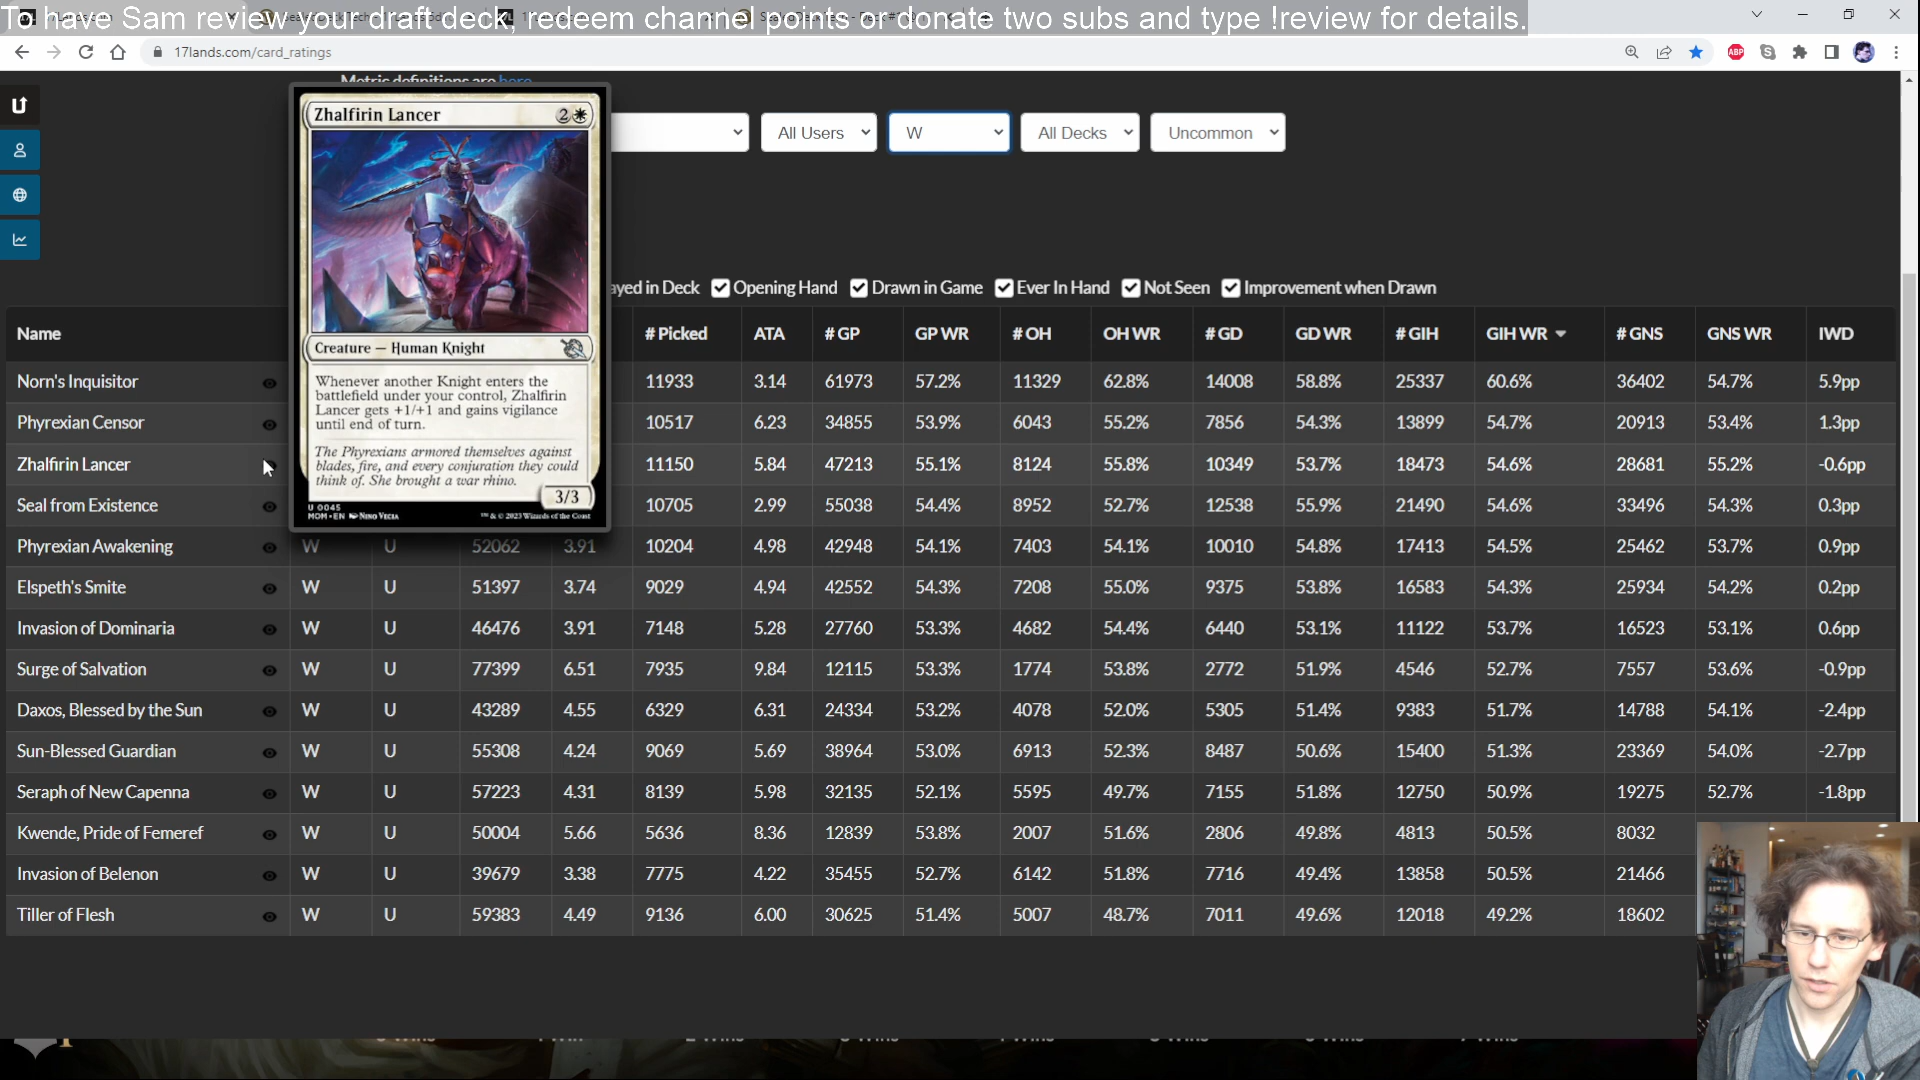 To have Sam review your draft deck, redeem channel points or donate two subs and type !review for details.
17lands.com/card_ratings
Metric definitions are here
All Users W All Decks Uncommon
Zhalfirin Lancer 2
Creature — Human Knight
Whenever another Knight enters the
battlefield under your control, Zhalfirin
Lancer gets +1/+1 and gains vigilance
until end of turn.
The Phyrexians armored themselves against
blades, fire, and every conjuration they could
think of. She brought a war rhino.
3/3
U 0045
MOM • EN Nino Vecia ™ & © 2023 Wizards of the Coast
ayed in Deck Opening Hand Drawn in Game Ever In Hand Not Seen Improvement when Drawn
Name # Picked ATA # GP GP WR # OH OH WR # GD GD WR # GIH GIH WR # GNS GNS WR IWD
Norn's Inquisitor 11933 3.14 61973 57.2% 11329 62.8% 14008 58.8% 25337 60.6% 36402 54.7% 5.9pp
Phyrexian Censor 10517 6.23 34855 53.9% 6043 55.2% 7856 54.3% 13899 54.7% 20913 53.4% 1.3pp
Zhalfirin Lancer 11150 5.84 47213 55.1% 8124 55.8% 10349 53.7% 18473 54.6% 28681 55.2% -0.6pp
Seal from Existence 10705 2.99 55038 54.4% 8952 52.7% 12538 55.9% 21490 54.6% 33496 54.3% 0.3pp
Phyrexian Awakening W U 52062 3.91 10204 4.98 42948 54.1% 7403 54.1% 10010 54.8% 17413 54.5% 25462 53.7% 0.9pp
Elspeth's Smite W U 51397 3.74 9029 4.94 42552 54.3% 7208 55.0% 9375 53.8% 16583 54.3% 25934 54.2% 0.2pp
Invasion of Dominaria W U 46476 3.91 7148 5.28 27760 53.3% 4682 54.4% 6440 53.1% 11122 53.7% 16523 53.1% 0.6pp
Surge of Salvation W U 77399 6.51 7935 9.84 12115 53.3% 1774 53.8% 2772 51.9% 4546 52.7% 7557 53.6% -0.9pp
Daxos, Blessed by the Sun W U 43289 4.55 6329 6.31 24334 53.2% 4078 52.0% 5305 51.4% 9383 51.7% 14788 54.1% -2.4pp
Sun-Blessed Guardian W U 55308 4.24 9069 5.69 38964 53.0% 6913 52.3% 8487 50.6% 15400 51.3% 23369 54.0% -2.7pp
Seraph of New Capenna W U 57223 4.31 8139 5.98 32135 52.1% 5595 49.7% 7155 51.8% 12750 50.9% 19275 52.7% -1.8pp
Kwende, Pride of Femeref W U 50004 5.66 5636 8.36 12839 53.8% 2007 51.6% 2806 49.8% 4813 50.5% 8032
Invasion of Belenon W U 39679 3.38 7775 4.22 35455 52.7% 6142 51.8% 7716 49.4% 13858 50.5% 21466
Tiller of Flesh W U 59383 4.49 9136 6.00 30625 51.4% 5007 48.7% 7011 49.6% 12018 49.2% 18602